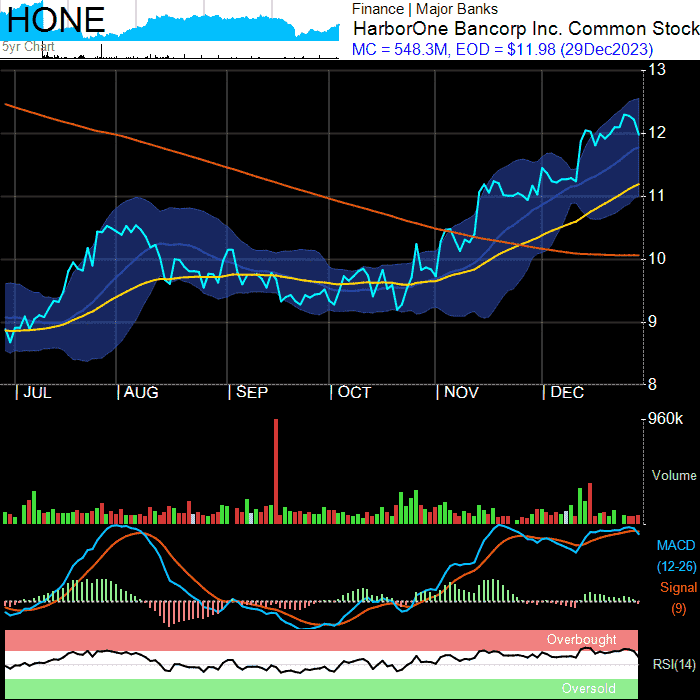 HONE
5yr Chart
Finance | Major Banks
HarborOne Bancorp Inc. Common Stock
MC = 548.3M, EOD = $11.98 (29Dec2023)
13
12
11
10
9
8
JUL AUG SEP OCT NOV DEC
960k
Volume
MACD
(12-26)
Signal
(9)
Overbought
RSI(14)
Oversold